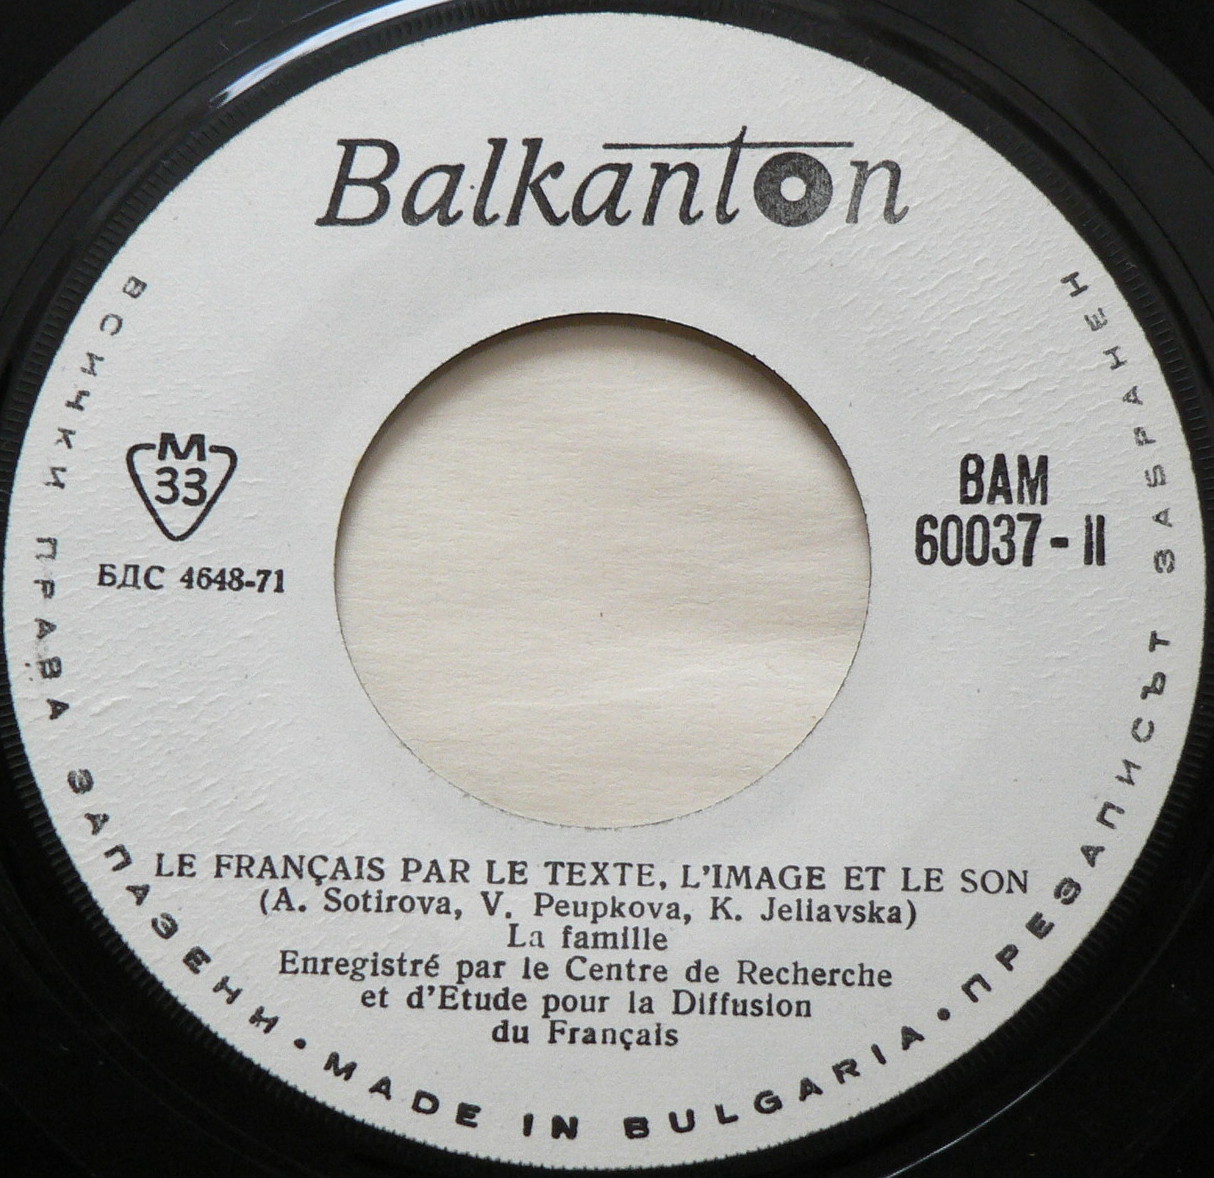 Balkanton
M
33
БДС 4648-71
ВАМ
60037-II
LE FRANÇAIS PAR LE TEXTE, L'IMAGE ET LE SON
(A. Sotirova, V. Peupkova, K. Jeliavska)
La famille
Enregistré par le Centre de Recherche
et d'Etude pour la Diffusion
du Français
ВСИЧКИ ПРАВА ЗАПАЗЕНИ • MADE IN BULGARIA • ПРЕЗАПИСЪТ ЗАБРАНЕН